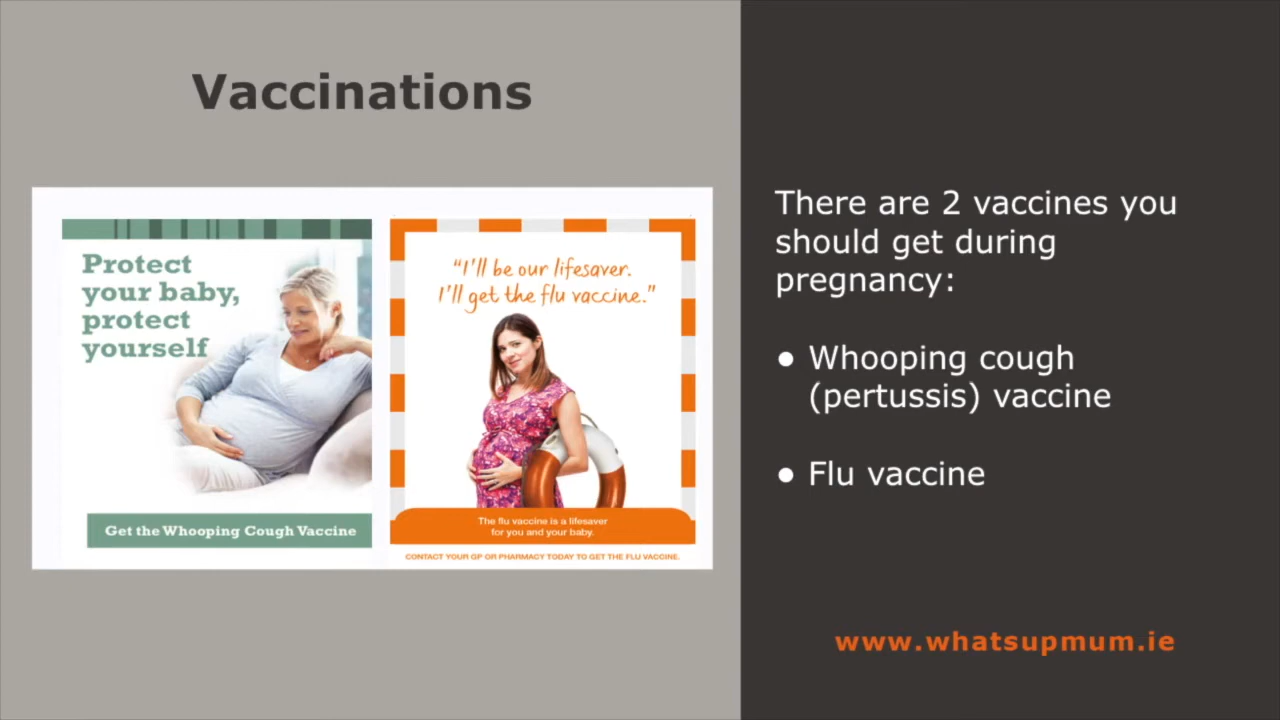 Vaccinations
Protect
your baby,
protect
yourself
Get the Whooping Cough Vaccine
“I’ll be our lifesaver.
I’ll get the flu vaccine.”
The flu vaccine is a lifesaver
for you and your baby.
CONTACT YOUR GP OR PHARMACY TODAY TO GET THE FLU VACCINE.
There are 2 vaccines you
should get during
pregnancy:
● Whooping cough
(pertussis) vaccine
● Flu vaccine
www.whatsupmum.ie